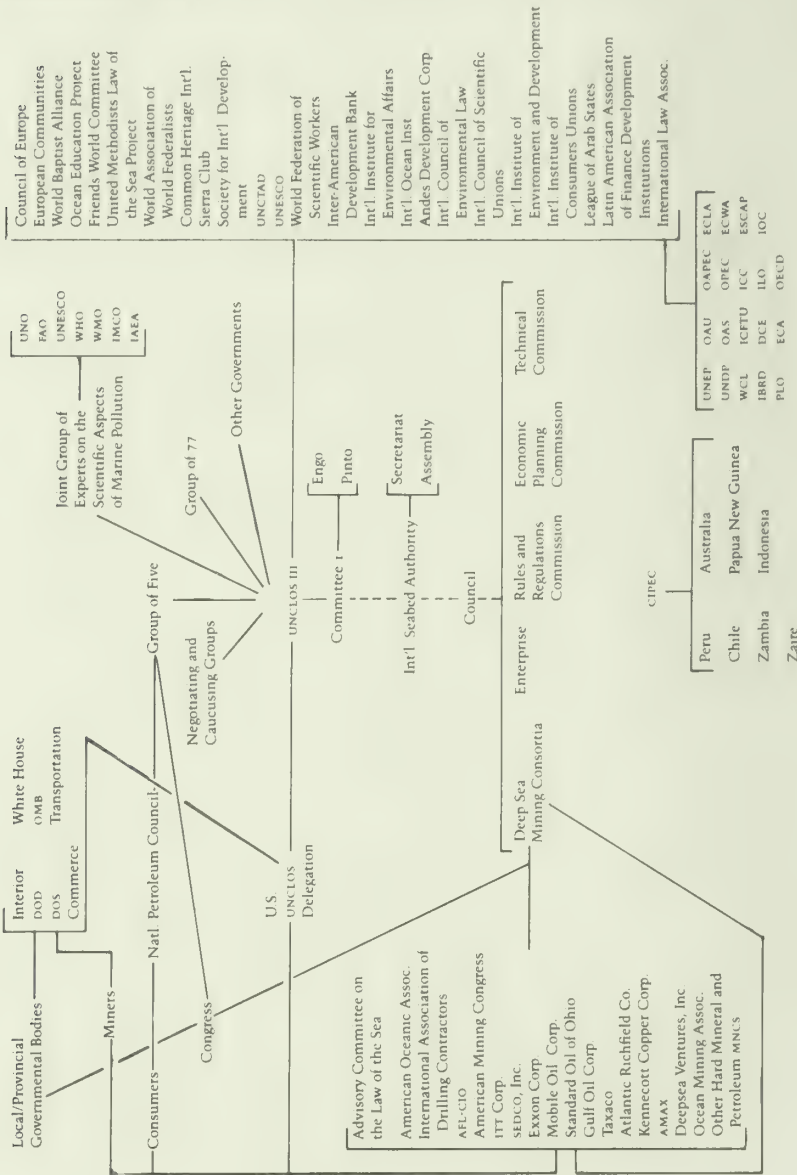 Local/Provincial
Governmental Bodies
Interior
DOD
DOS
Commerce
White House
OMB
Transportation
Miners
Consumers
Natl. Petroleum Council
Group of Five
Congress
U.S.
UNCLOS
Delegation
Negotiating and
Caucusing Groups
UNCLOS III
Group of 77
Other Governments
Joint Group of
Experts on the
Scientific Aspects
of Marine Pollution
UNO
FAO
UNESCO
WHO
WMO
IMCO
IAEA
Council of Europe
European Communities
World Baptist Alliance
Ocean Education Project
Friends World Committee
United Methodists Law of
the Sea Project
World Association of
World Federalists
Common Heritage Int'l.
Sierra Club
Society for Int'l Develop-
ment
UNCTAD
UNESCO
World Federation of
Scientific Workers
Inter-American
Development Bank
Int'l. Institute for
Environmental Affairs
Int'l. Ocean Inst
Andes Development Corp
Int'l. Council of
Environmental Law
Int'l. Council of Scientific
Unions
Int'l. Institute of
Environment and Development
Int'l. Institute of
Consumers Unions
League of Arab States
Latin American Association
of Finance Development
Institutions
International Law Assoc.
UNEP OAU OAPEC ECLA
UNDP OAS OPEC ECWA
WCL ICFTU ICC ESCAP
IBRD DCE ILO IOC
PLO ECA OECD
Committee I
Engo
Pinto
Int'l Seabed Authority
Secretariat
Assembly
Council
Deep Sea
Mining Consortia
Enterprise
Rules and
Regulations
Commission
Economic
Planning
Commission
Technical
Commission
Advisory Committee on
the Law of the Sea
American Oceanic Assoc.
International Association of
Drilling Contractors
AFL-CIO
American Mining Congress
ITT Corp.
SEDCO, Inc.
Exxon Corp
Mobile Oil Corp.
Standard Oil of Ohio
Gulf Oil Corp
Taxaco
Atlantic Richfield Co.
Kennecott Copper Corp.
AMAX
Deepsea Ventures, Inc
Ocean Mining Assoc.
Other Hard Mineral and
Petroleum MNCS
CIPEC
Peru Australia
Chile Papua New Guinea
Zambia Indonesia
Zaire